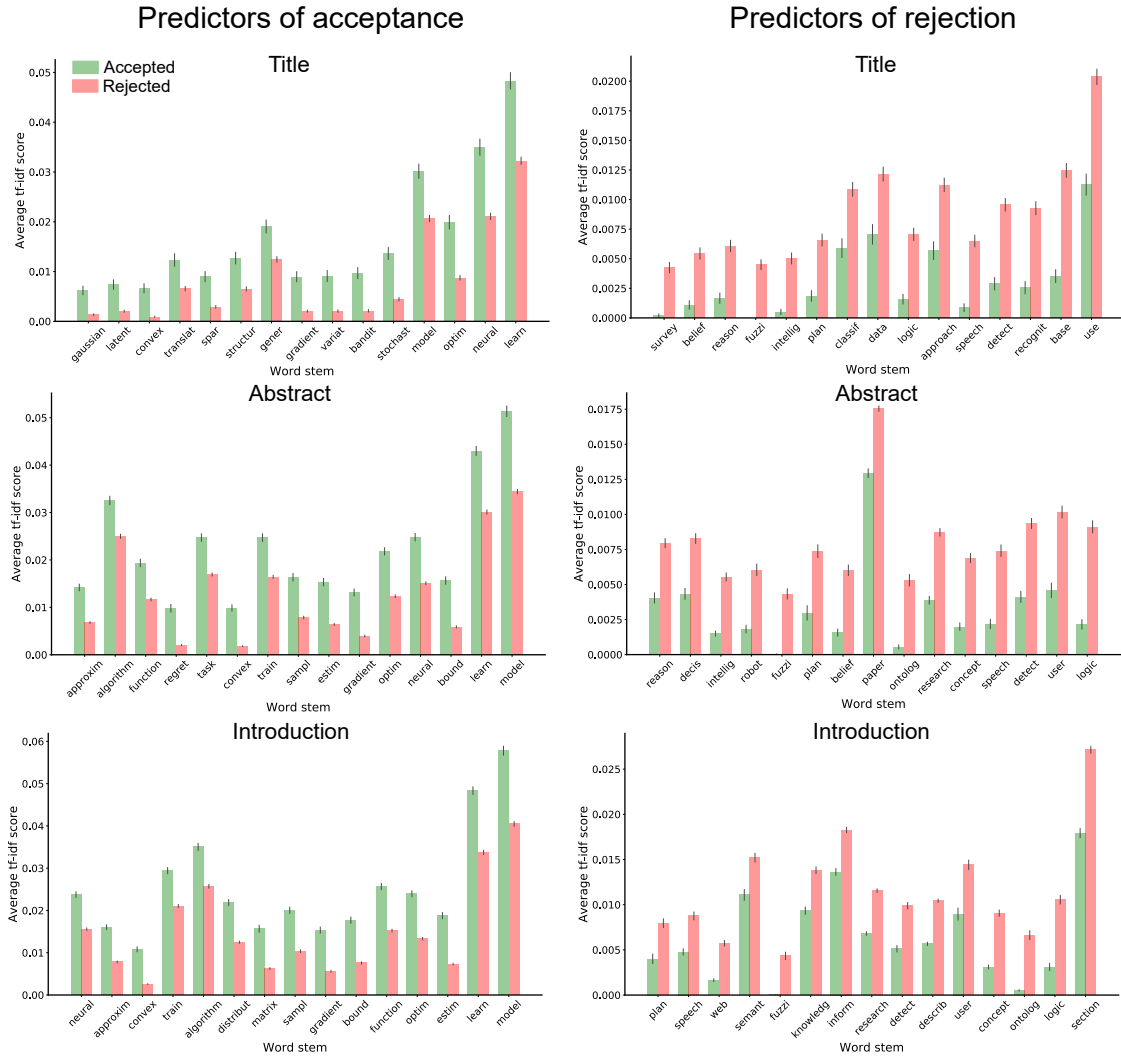 Predictors of acceptance
Predictors of rejection
Title
Accepted
Rejected
0.05
0.04
0.03
0.02
0.01
0.00
Average tf-idf score
gaussian latent convex translat spar structur gener gradient variat bandit stochast model optim neural learn
Word stem
Title
0.0200
0.0175
0.0150
0.0125
0.0100
0.0075
0.0050
0.0025
0.0000
Average tf-idf score
survey belief reason fuzzi intellig plan classif data logic approach speech detect recognit base use
Word stem
Abstract
0.05
0.04
0.03
0.02
0.01
0.00
Average tf-idf score
approxim algorithm function regret task convex train sampl estim gradient optim neural bound learn model
Word stem
Abstract
0.0175
0.0150
0.0125
0.0100
0.0075
0.0050
0.0025
0.0000
Average tf-idf score
reason decis intellig robot fuzzi plan belief paper ontolog research concept speech detect user logic
Word stem
Introduction
0.06
0.05
0.04
0.03
0.02
0.01
0.00
Average tf-idf score
neural approxim convex train algorithm distribut matrix sampl gradient bound function optim estim learn model
Word stem
Introduction
0.025
0.020
0.015
0.010
0.005
0.000
Average tf-idf score
plan speech web semant fuzzi knowledg inform research detect describ user concept ontolog logic section
Word stem